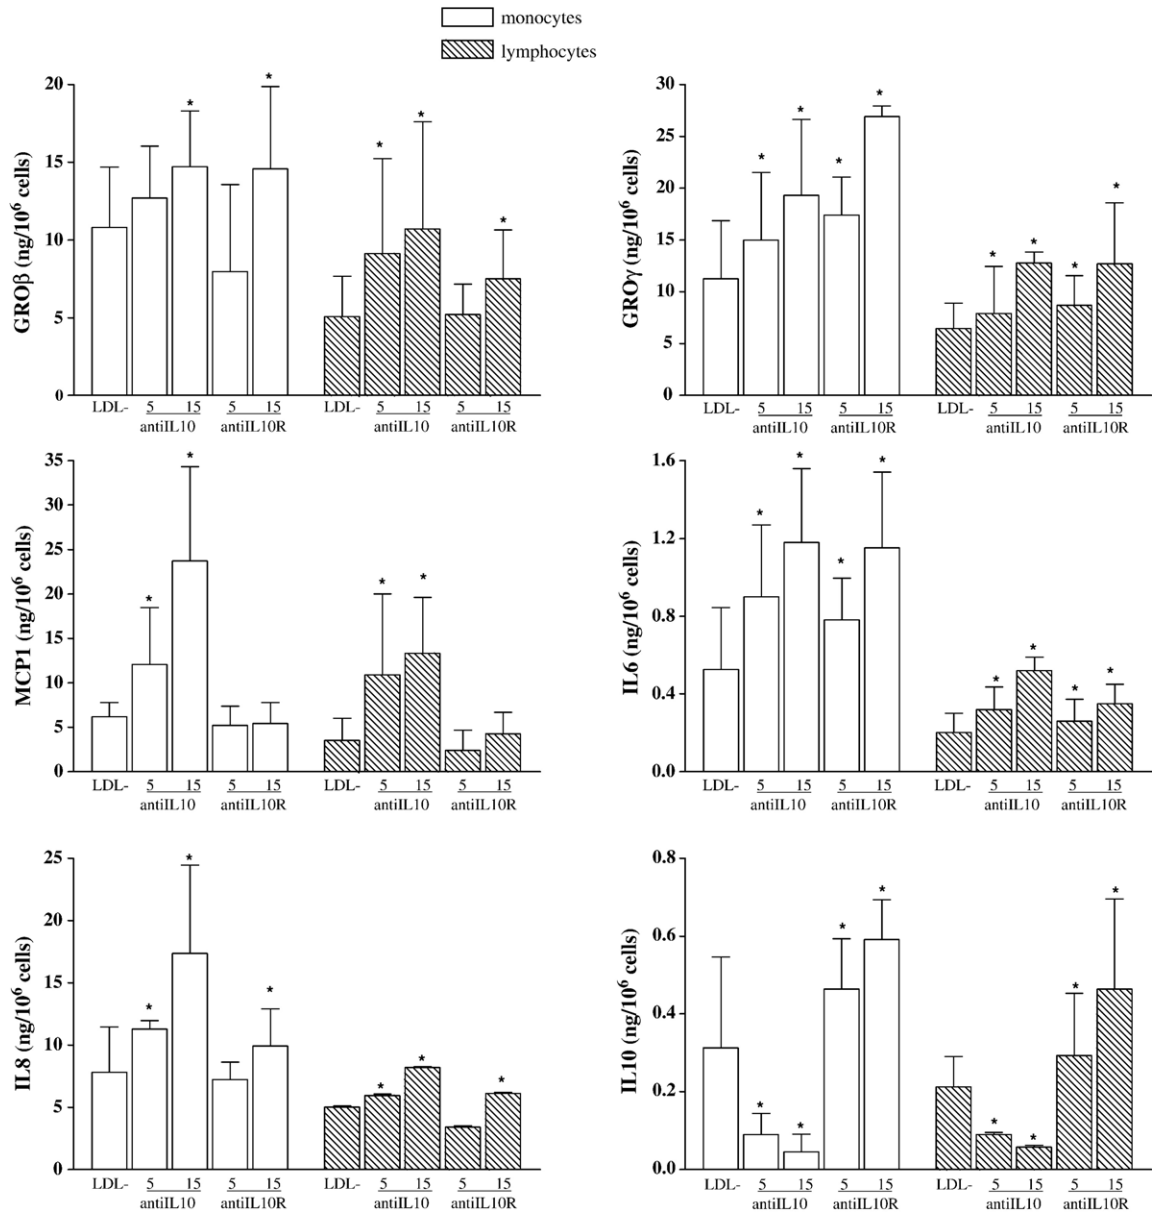 monocytes
lymphocytes
GROβ (ng/10⁶ cells)
20
15
10
5
0
* * * * *
LDL- 5 15 5 15 LDL- 5 15 5 15
antiIL10 antiIL10R antiIL10 antiIL10R
GROγ (ng/10⁶ cells)
30
25
20
15
10
5
0
* * * * * * * *
LDL- 5 15 5 15 LDL- 5 15 5 15
antiIL10 antiIL10R antiIL10 antiIL10R
MCP1 (ng/10⁶ cells)
35
30
25
20
15
10
5
0
* * * *
LDL- 5 15 5 15 LDL- 5 15 5 15
antiIL10 antiIL10R antiIL10 antiIL10R
IL6 (ng/10⁶ cells)
1.6
1.2
0.8
0.4
0.0
* * * * * * * *
LDL- 5 15 5 15 LDL- 5 15 5 15
antiIL10 antiIL10R antiIL10 antiIL10R
IL8 (ng/10⁶ cells)
25
20
15
10
5
0
* * * * * *
LDL- 5 15 5 15 LDL- 5 15 5 15
antiIL10 antiIL10R antiIL10 antiIL10R
IL10 (ng/10⁶ cells)
0.8
0.6
0.4
0.2
0.0
* * * * * * * *
LDL- 5 15 5 15 LDL- 5 15 5 15
antiIL10 antiIL10R antiIL10 antiIL10R